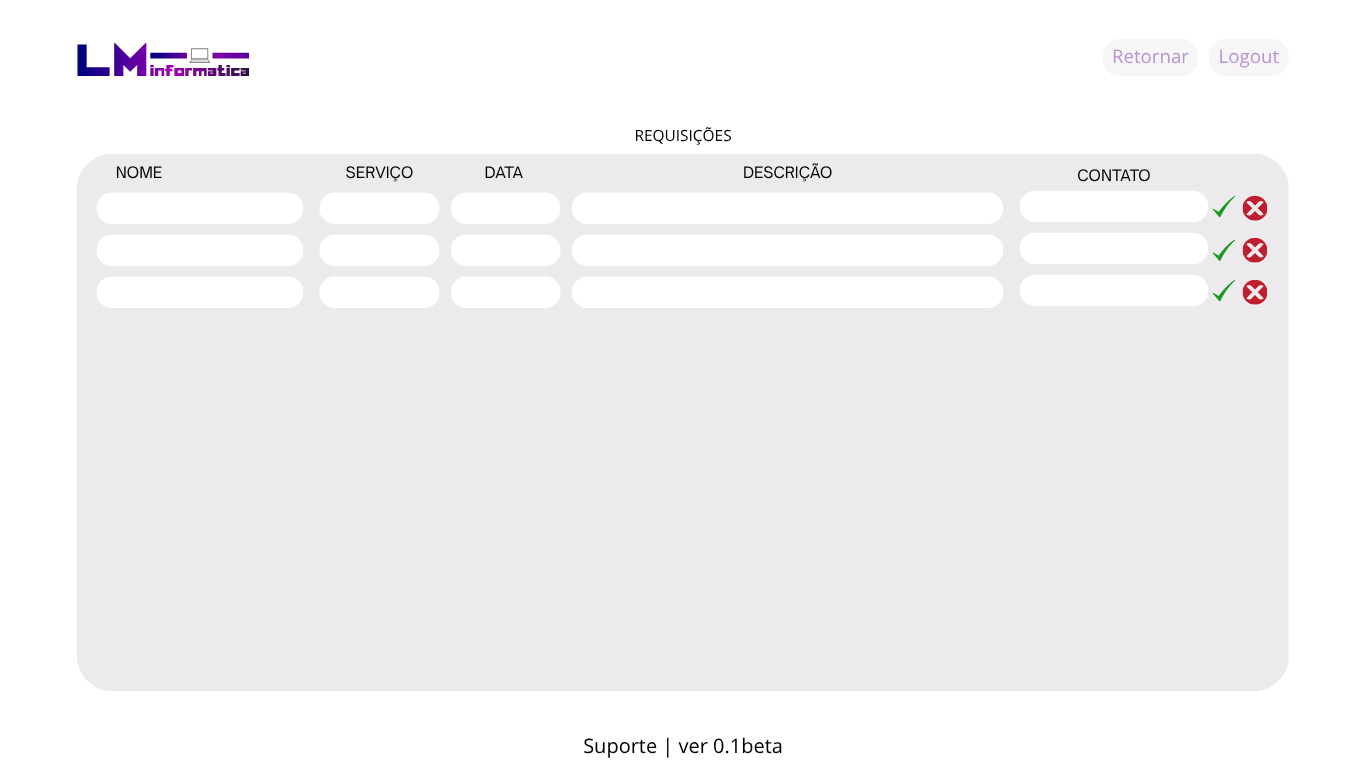 LM informatica
Retornar Logout
REQUISIÇÕES
NOME SERVIÇO DATA DESCRIÇÃO CONTATO
Suporte | ver 0.1beta